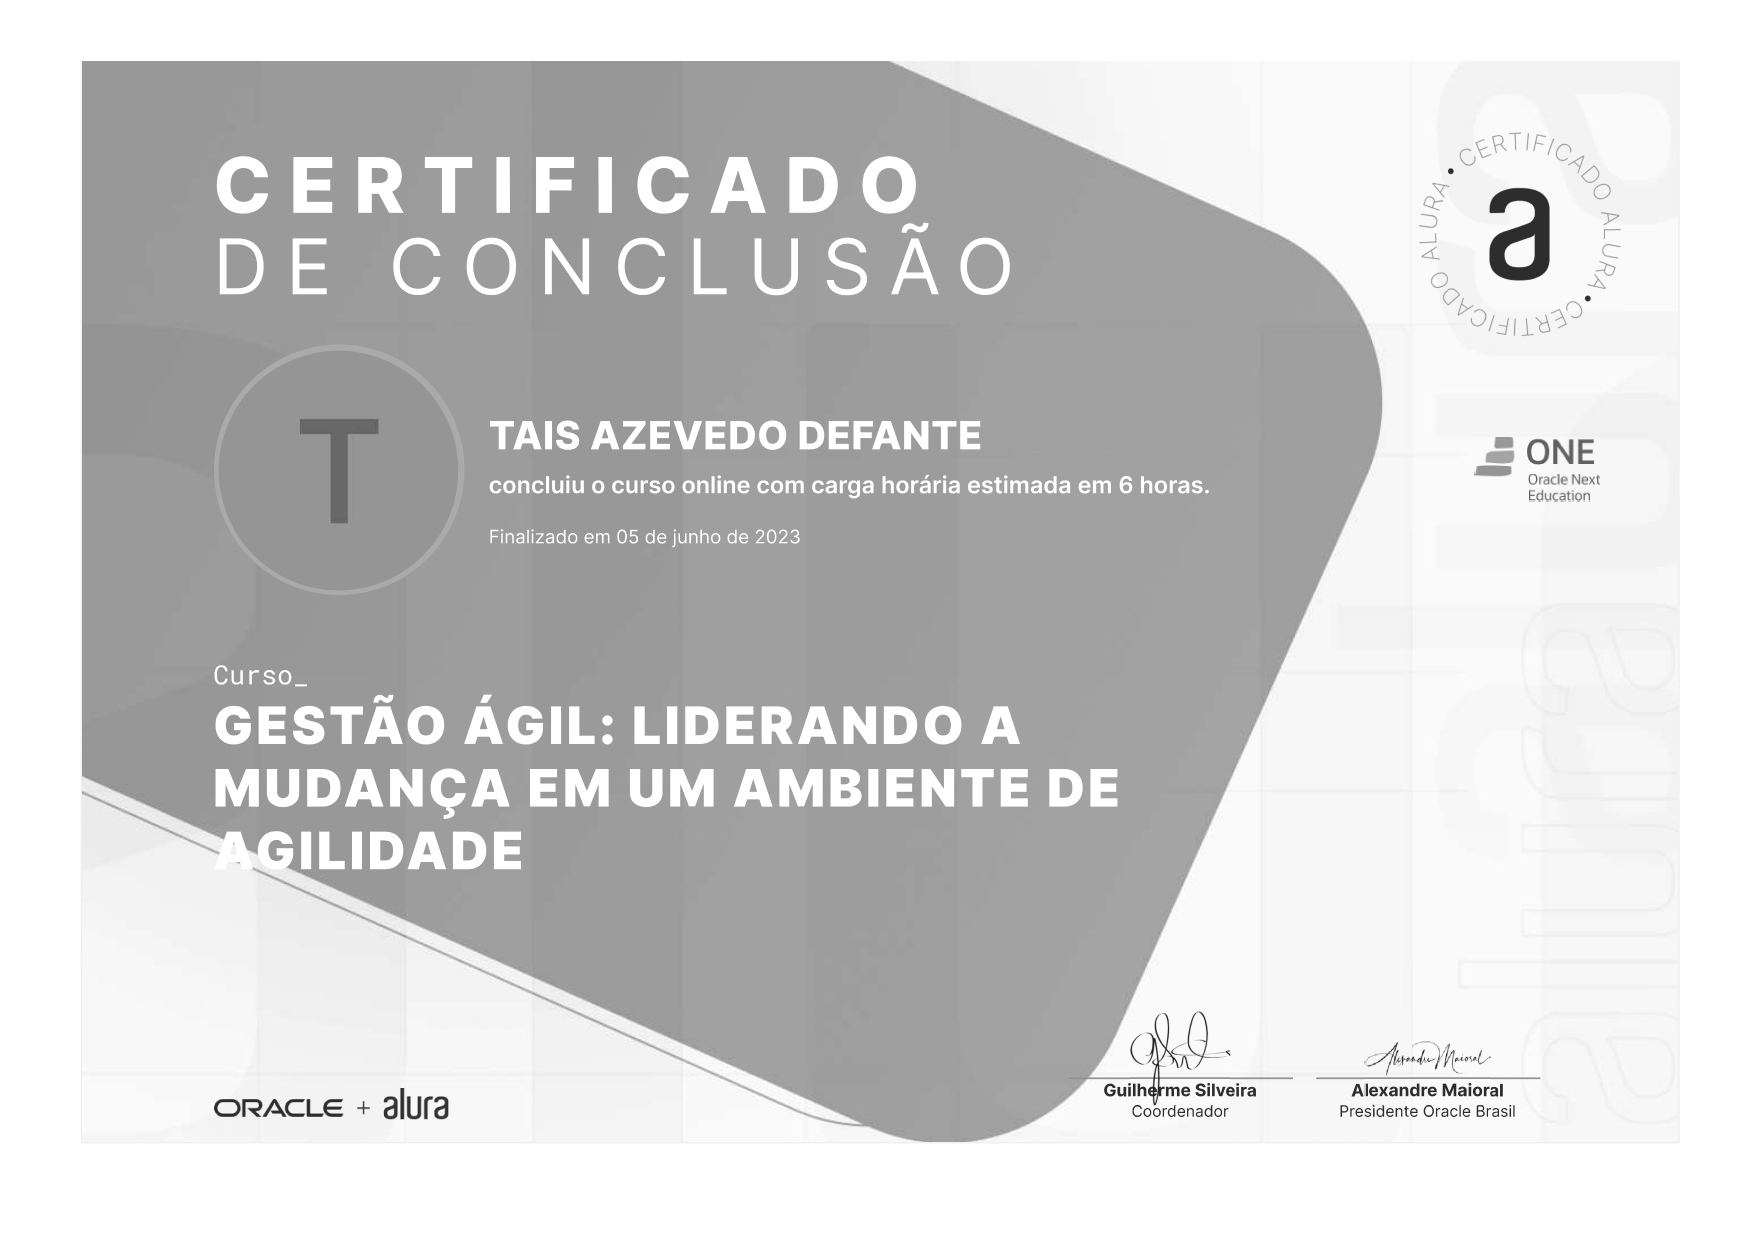 CERTIFICADO
DE CONCLUSÃO
CERTIFICADO ALURA • CERTIFICADO ALURA •
a
T
TAIS AZEVEDO DEFANTE
concluiu o curso online com carga horária estimada em 6 horas.
Finalizado em 05 de junho de 2023
ONE
Oracle Next
Education
Curso_
GESTÃO ÁGIL: LIDERANDO A
MUDANÇA EM UM AMBIENTE DE
AGILIDADE
alura
alura
Alexandre Maioral
Guilherme Silveira
Coordenador
Alexandre Maioral
Presidente Oracle Brasil
ORACLE + alura